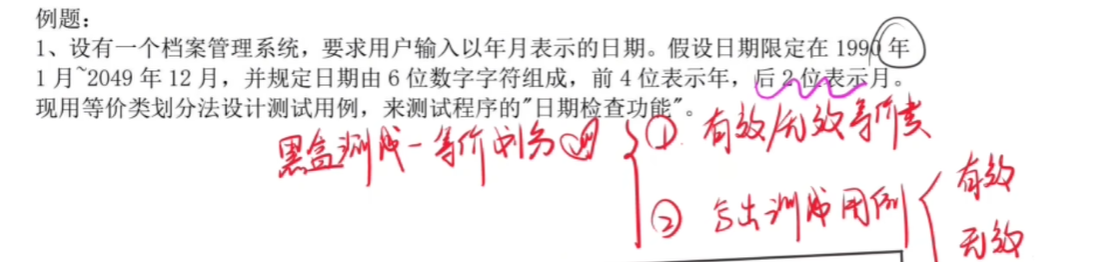 例题：
1、设有一个档案管理系统，要求用户输入以年月表示的日期。假设日期限定在 1990 年
1 月~2049 年 12 月，并规定日期由 6 位数字字符组成，前 4 位表示年，后 2 位表示月。
现用等价类划分法设计测试用例，来测试程序的"日期检查功能"。
黑盒测试-等价划分 ① 有效/无效等价类
② 写出测试用例 有效
无效